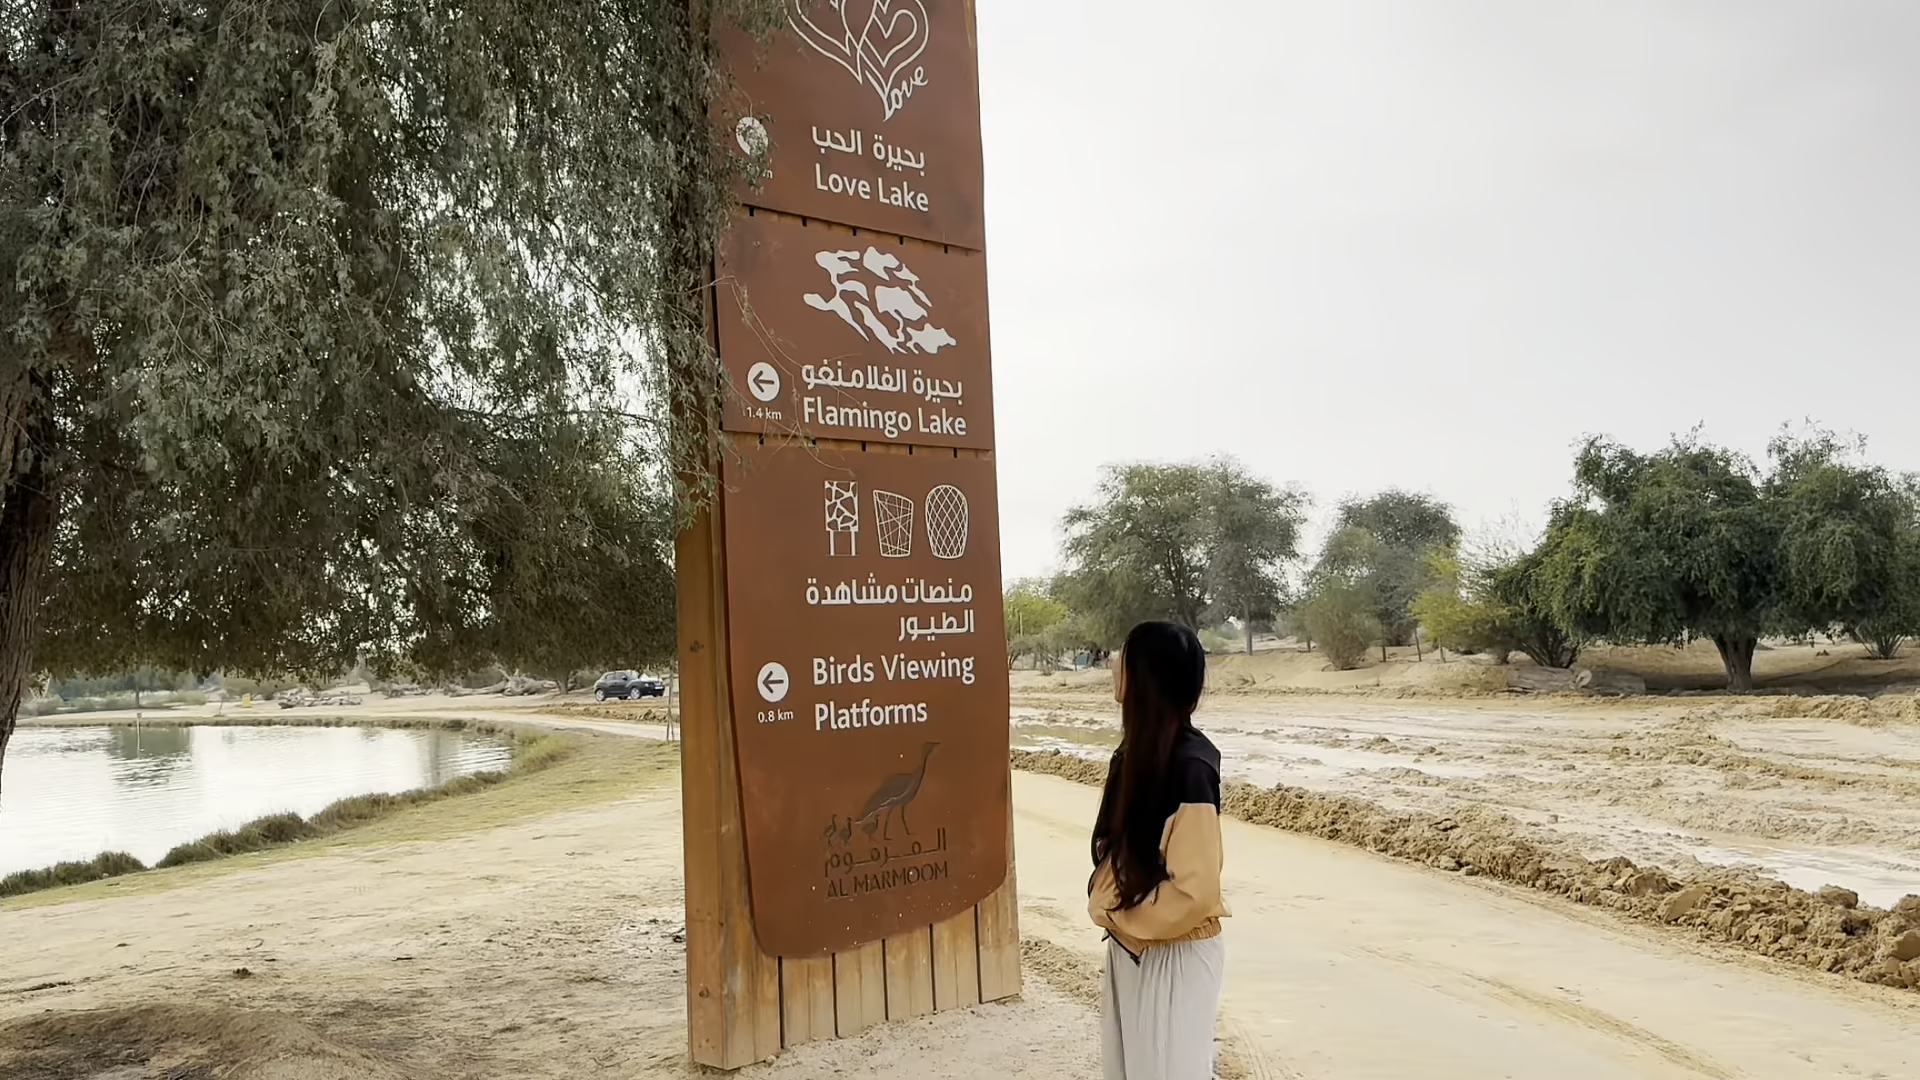 Love
بحيرة الحب
Love Lake
بحيرة الفلامنغو
Flamingo Lake
1.4 km
منصات مشاهدة
الطيور
Birds Viewing
Platforms
0.8 km
المرموم
AL MARMOOM